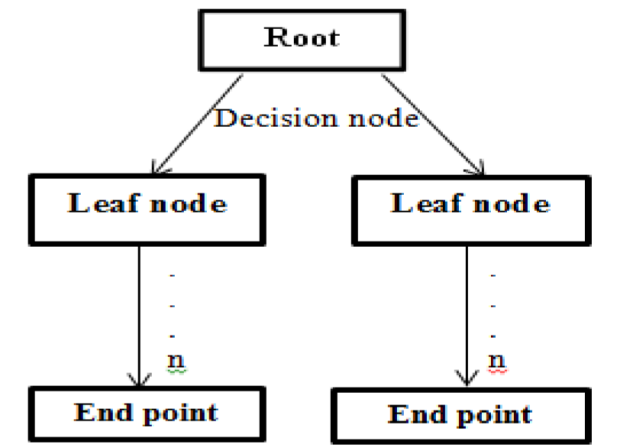 Root
Decision node
Leaf node Leaf node
. .
. .
. .
n n
End point End point